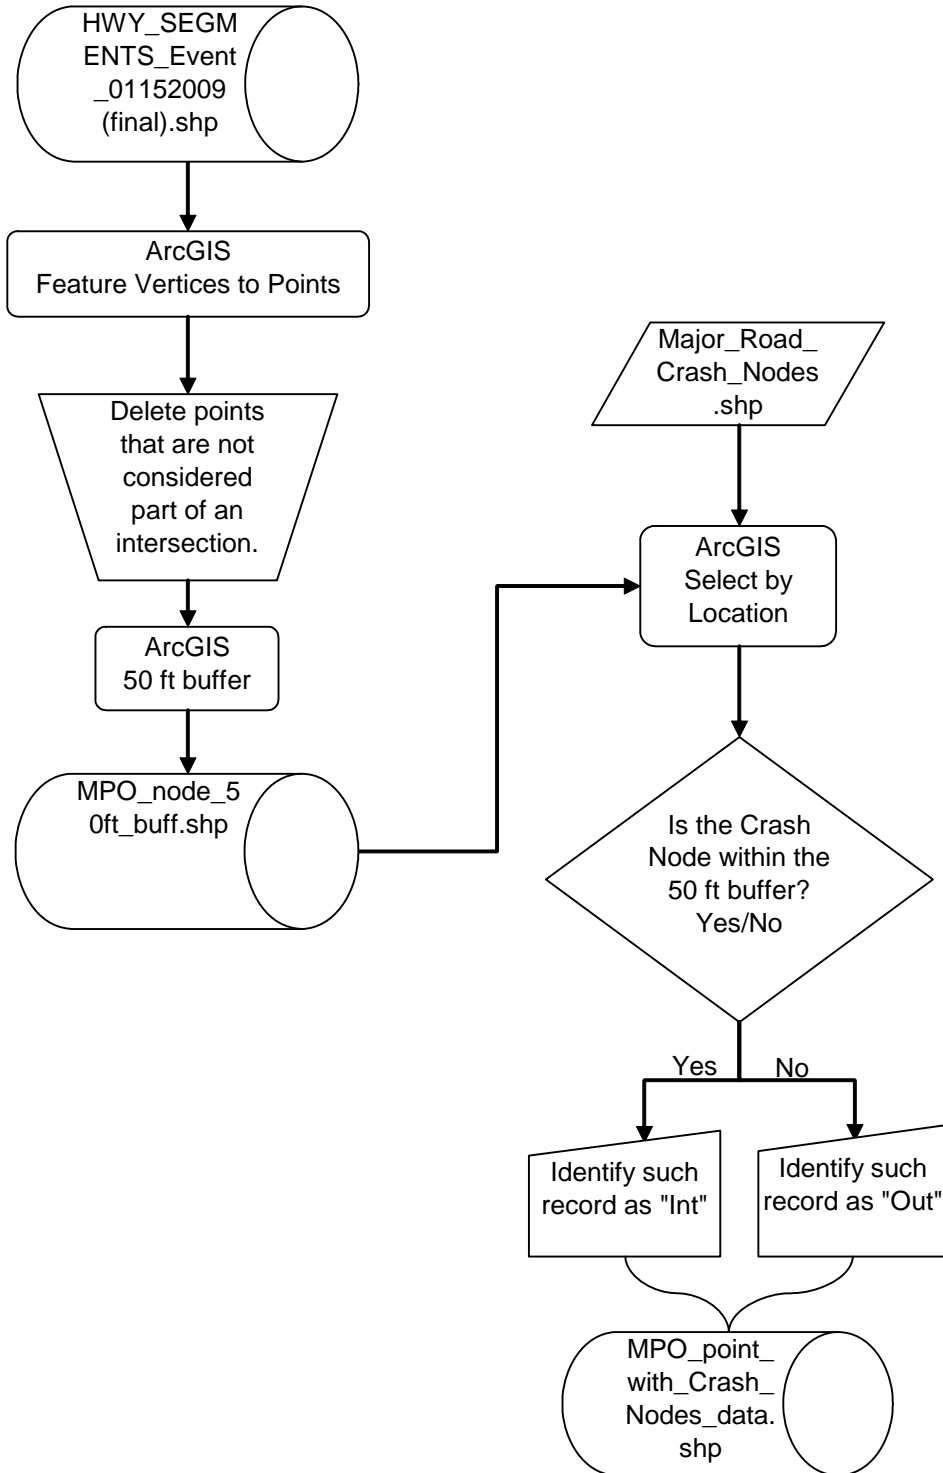 HWY_SEGM
ENTS_Event
_01152009
(final).shp
ArcGIS
Feature Vertices to Points
Delete points
that are not
considered
part of an
intersection.
ArcGIS
50 ft buffer
MPO_node_5
0ft_buff.shp
Major_Road_
Crash_Nodes
.shp
ArcGIS
Select by
Location
Is the Crash
Node within the
50 ft buffer?
Yes/No
Yes
No
Identify such
record as "Int"
Identify such
record as "Out"
MPO_point_
with_Crash_
Nodes_data.
shp